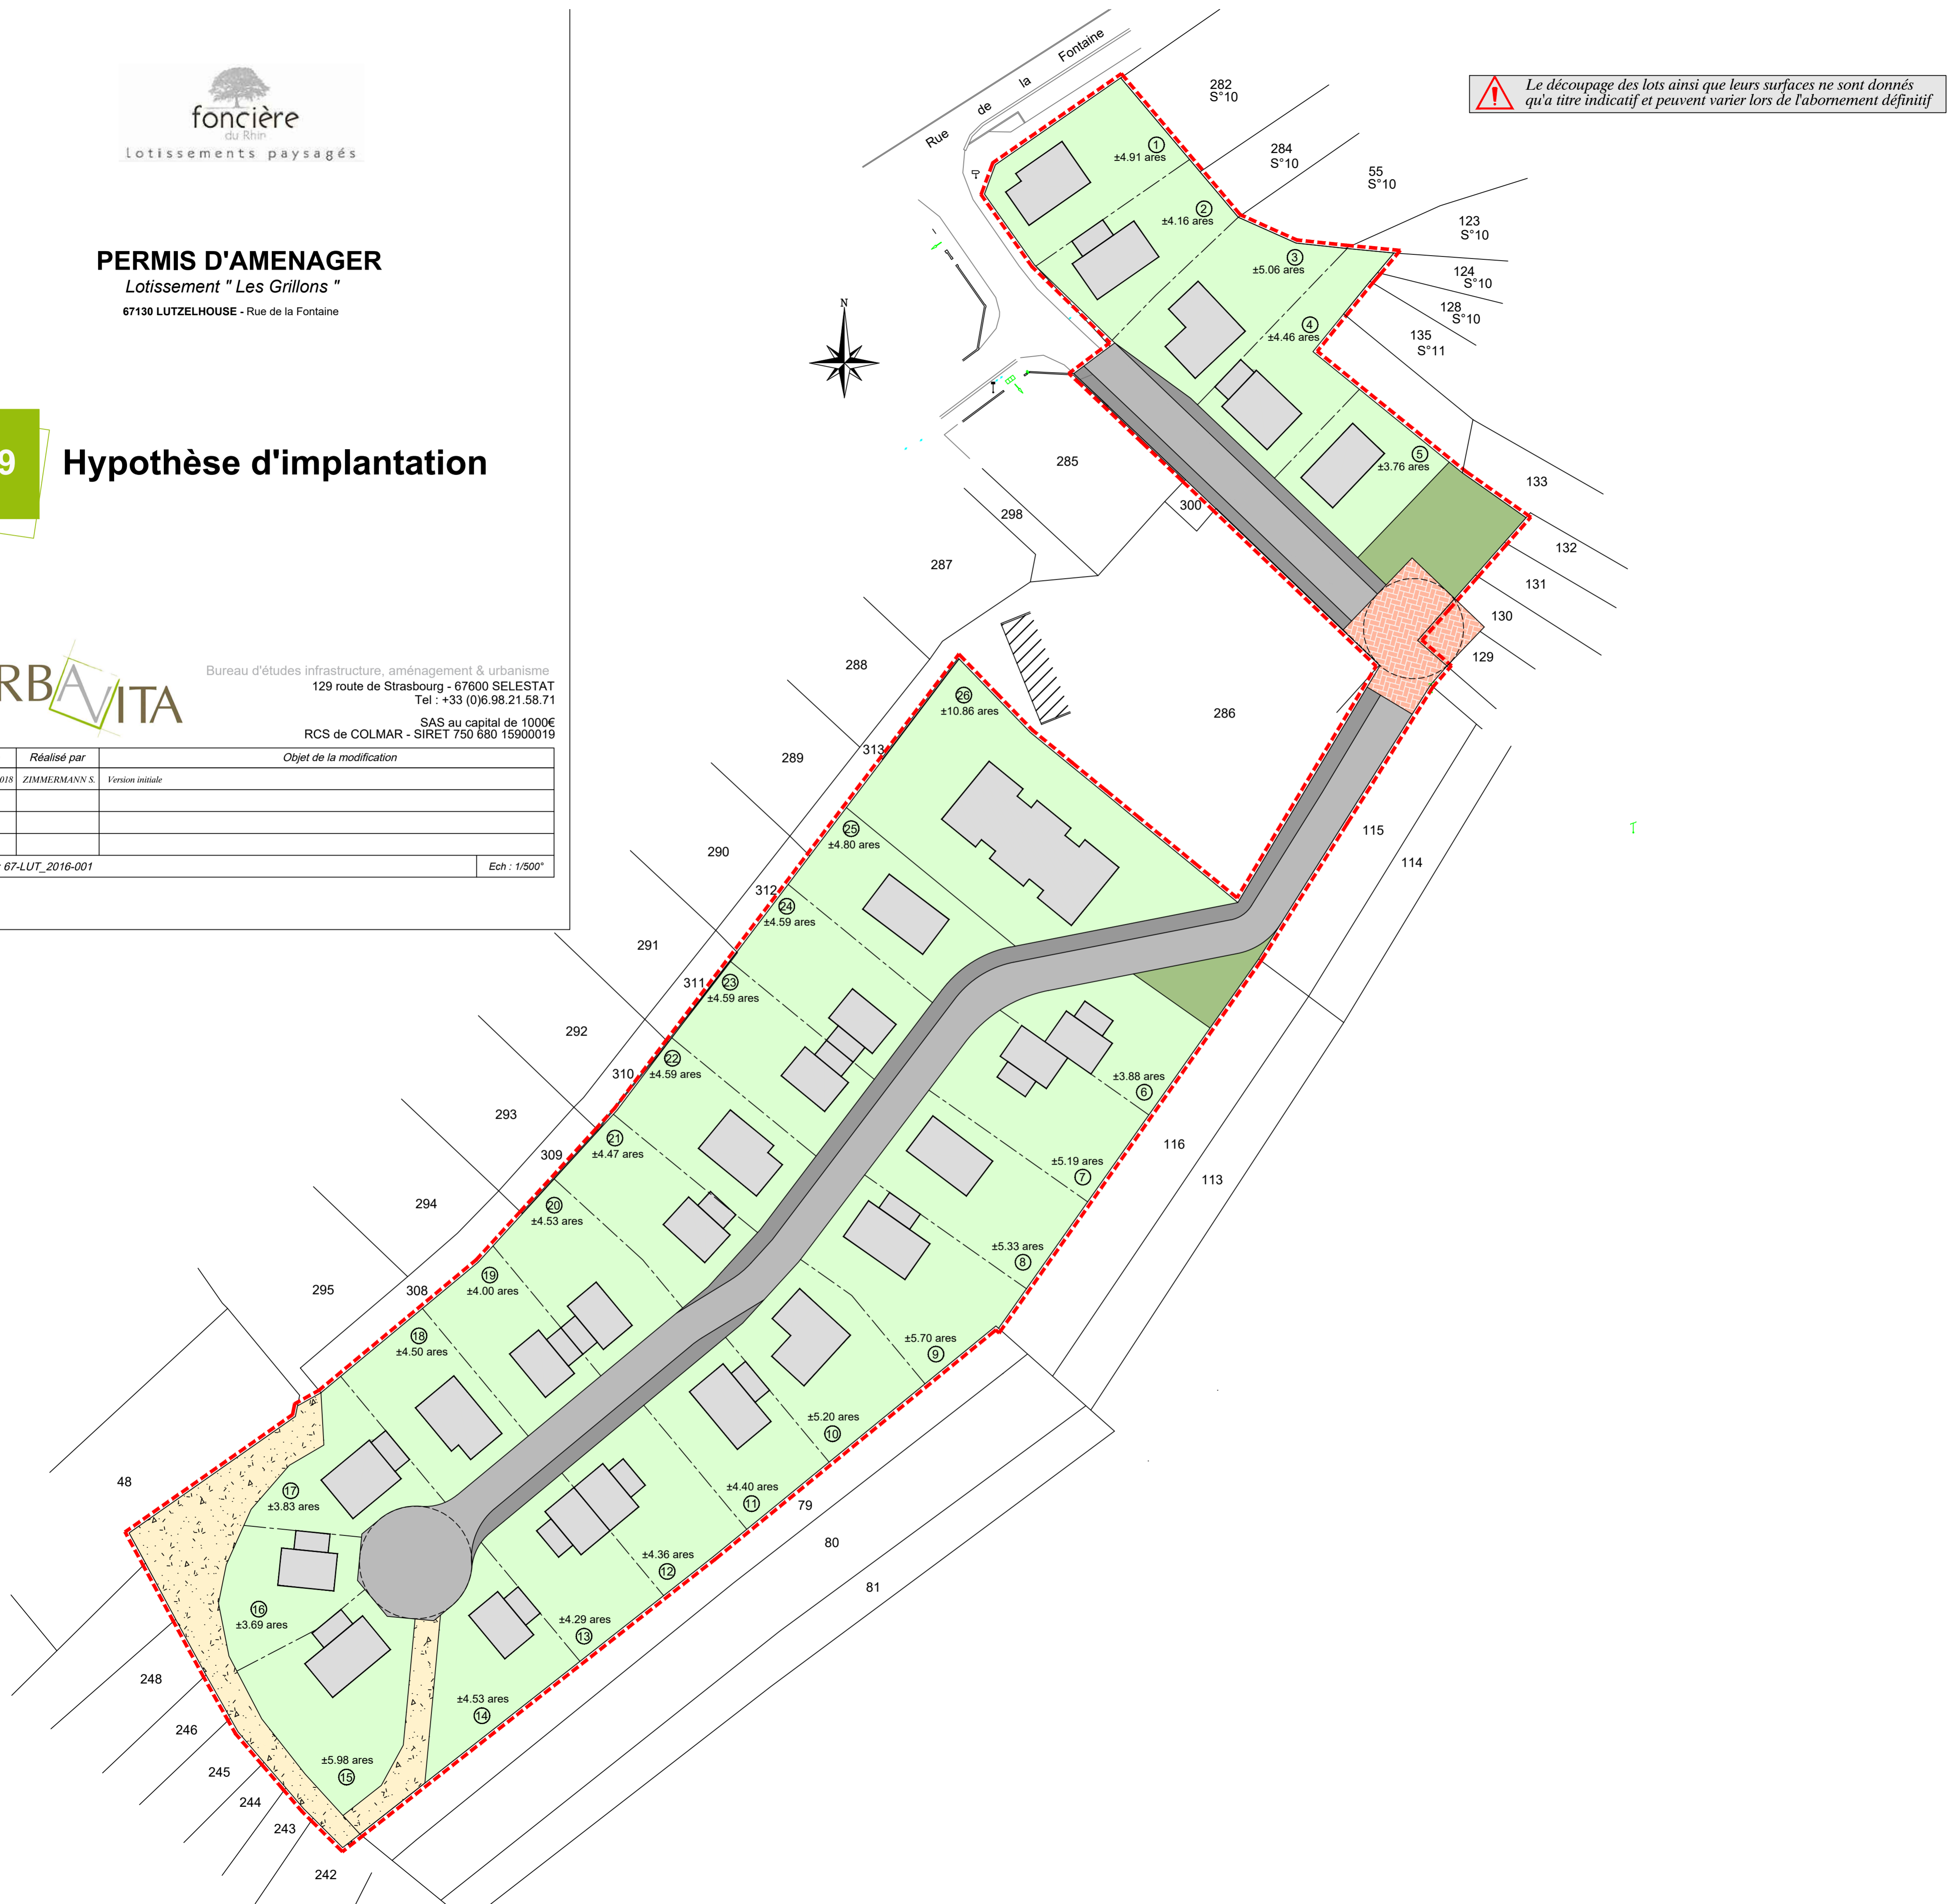 foncière
du Rhin
lotissements paysagés
PERMIS D'AMENAGER
Lotissement " Les Grillons "
67130 LUTZELHOUSE - Rue de la Fontaine
9
Hypothèse d'implantation
RBAVITA
Bureau d'études infrastructure, aménagement & urbanisme
129 route de Strasbourg - 67600 SELESTAT
Tel : +33 (0)6.98.21.58.71
SAS au capital de 1000€
RCS de COLMAR - SIRET 750 680 15900019
Réalisé par
Objet de la modification
018
ZIMMERMANN S.
Version initiale
: 67-LUT_2016-001
Ech : 1/500°
Le découpage des lots ainsi que leurs surfaces ne sont donnés
qu'a titre indicatif et peuvent varier lors de l'abornement définitif
Rue de la Fontaine
N
282
S°10
284
S°10
55
S°10
123
S°10
124
S°10
128
S°10
135
S°11
133
132
131
130
129
1
±4.91 ares
2
±4.16 ares
3
±5.06 ares
4
±4.46 ares
5
±3.76 ares
285
300
298
287
288
286
289
313
290
312
291
311
292
310
293
309
294
308
295
48
115
114
116
113
26
±10.86 ares
25
±4.80 ares
24
±4.59 ares
23
±4.59 ares
22
±4.59 ares
21
±4.47 ares
20
±4.53 ares
19
±4.00 ares
18
±4.50 ares
17
±3.83 ares
16
±3.69 ares
±3.88 ares
6
±5.19 ares
7
±5.33 ares
8
±5.70 ares
9
±5.20 ares
10
±4.40 ares
11
±4.36 ares
12
±4.29 ares
13
±4.53 ares
14
±5.98 ares
15
79
80
81
248
246
245
244
243
242